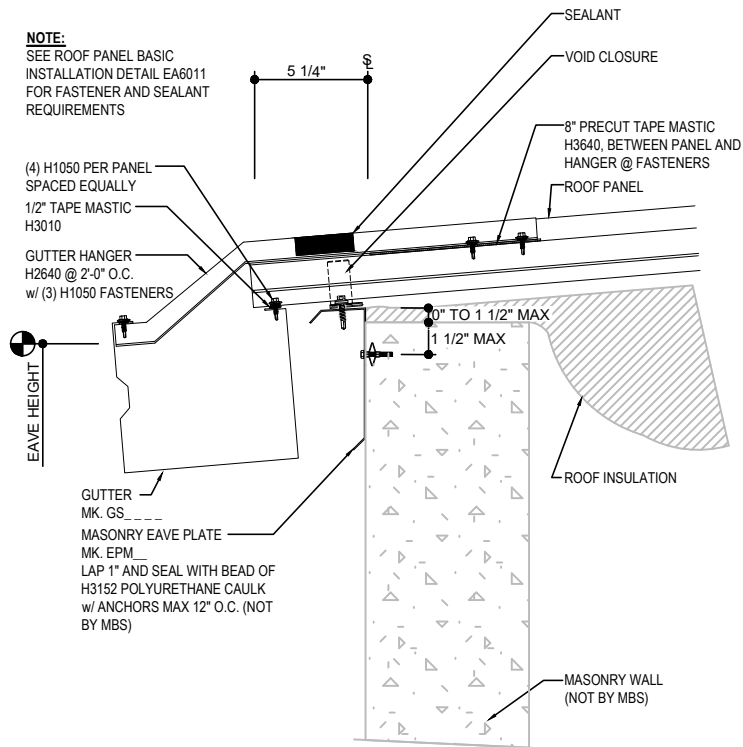 NOTE:
SEE ROOF PANEL BASIC
INSTALLATION DETAIL EA6011
FOR FASTENER AND SEALANT
REQUIREMENTS
5 1/4"
SL
SEALANT
VOID CLOSURE
8" PRECUT TAPE MASTIC
H3640, BETWEEN PANEL AND
HANGER @ FASTENERS
ROOF PANEL
(4) H1050 PER PANEL
SPACED EQUALLY
1/2" TAPE MASTIC
H3010
GUTTER HANGER
H2640 @ 2'-0" O.C.
w/ (3) H1050 FASTENERS
0" TO 1 1/2" MAX
1 1/2" MAX
EAVE HEIGHT
ROOF INSULATION
GUTTER
MK. GS_ _ _ _
MASONRY EAVE PLATE
MK. EPM__
LAP 1" AND SEAL WITH BEAD OF
H3152 POLYURETHANE CAULK
w/ ANCHORS MAX 12" O.C. (NOT
BY MBS)
MASONRY WALL
(NOT BY MBS)